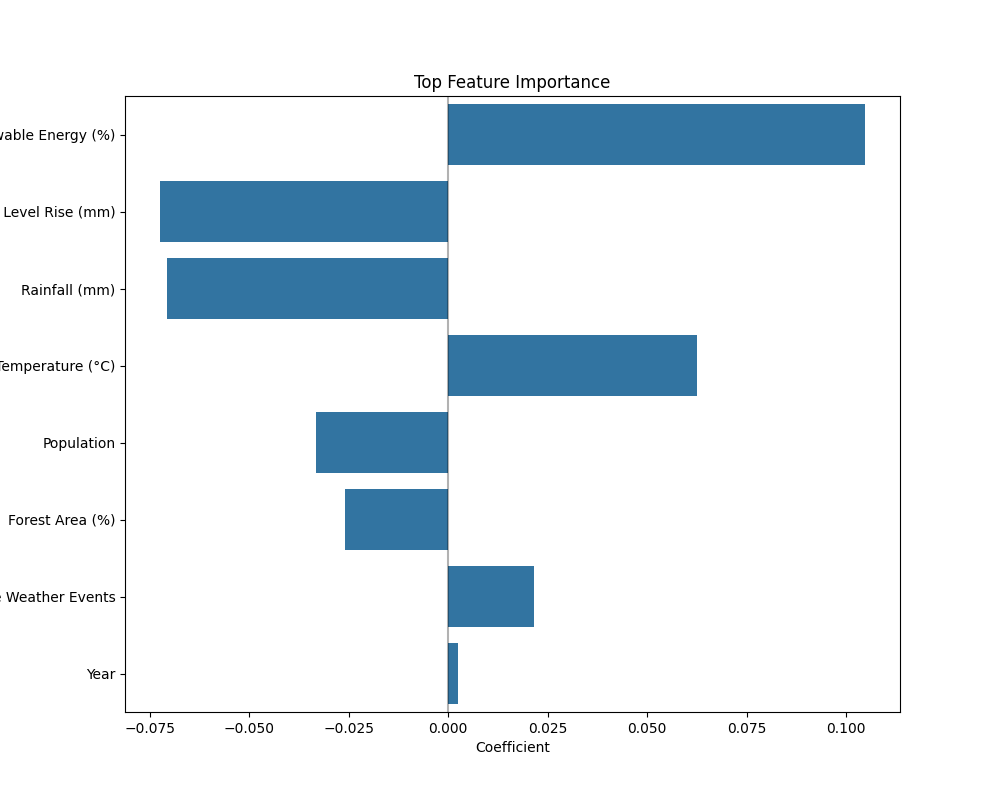 Top Feature Importance
Energy (%)
Level Rise (mm)
Rainfall (mm)
Temperature (°C)
Population
Forest Area (%)
Weather Events
Year
−0.075 −0.050 −0.025 0.000 0.025 0.050 0.075 0.100
Coefficient